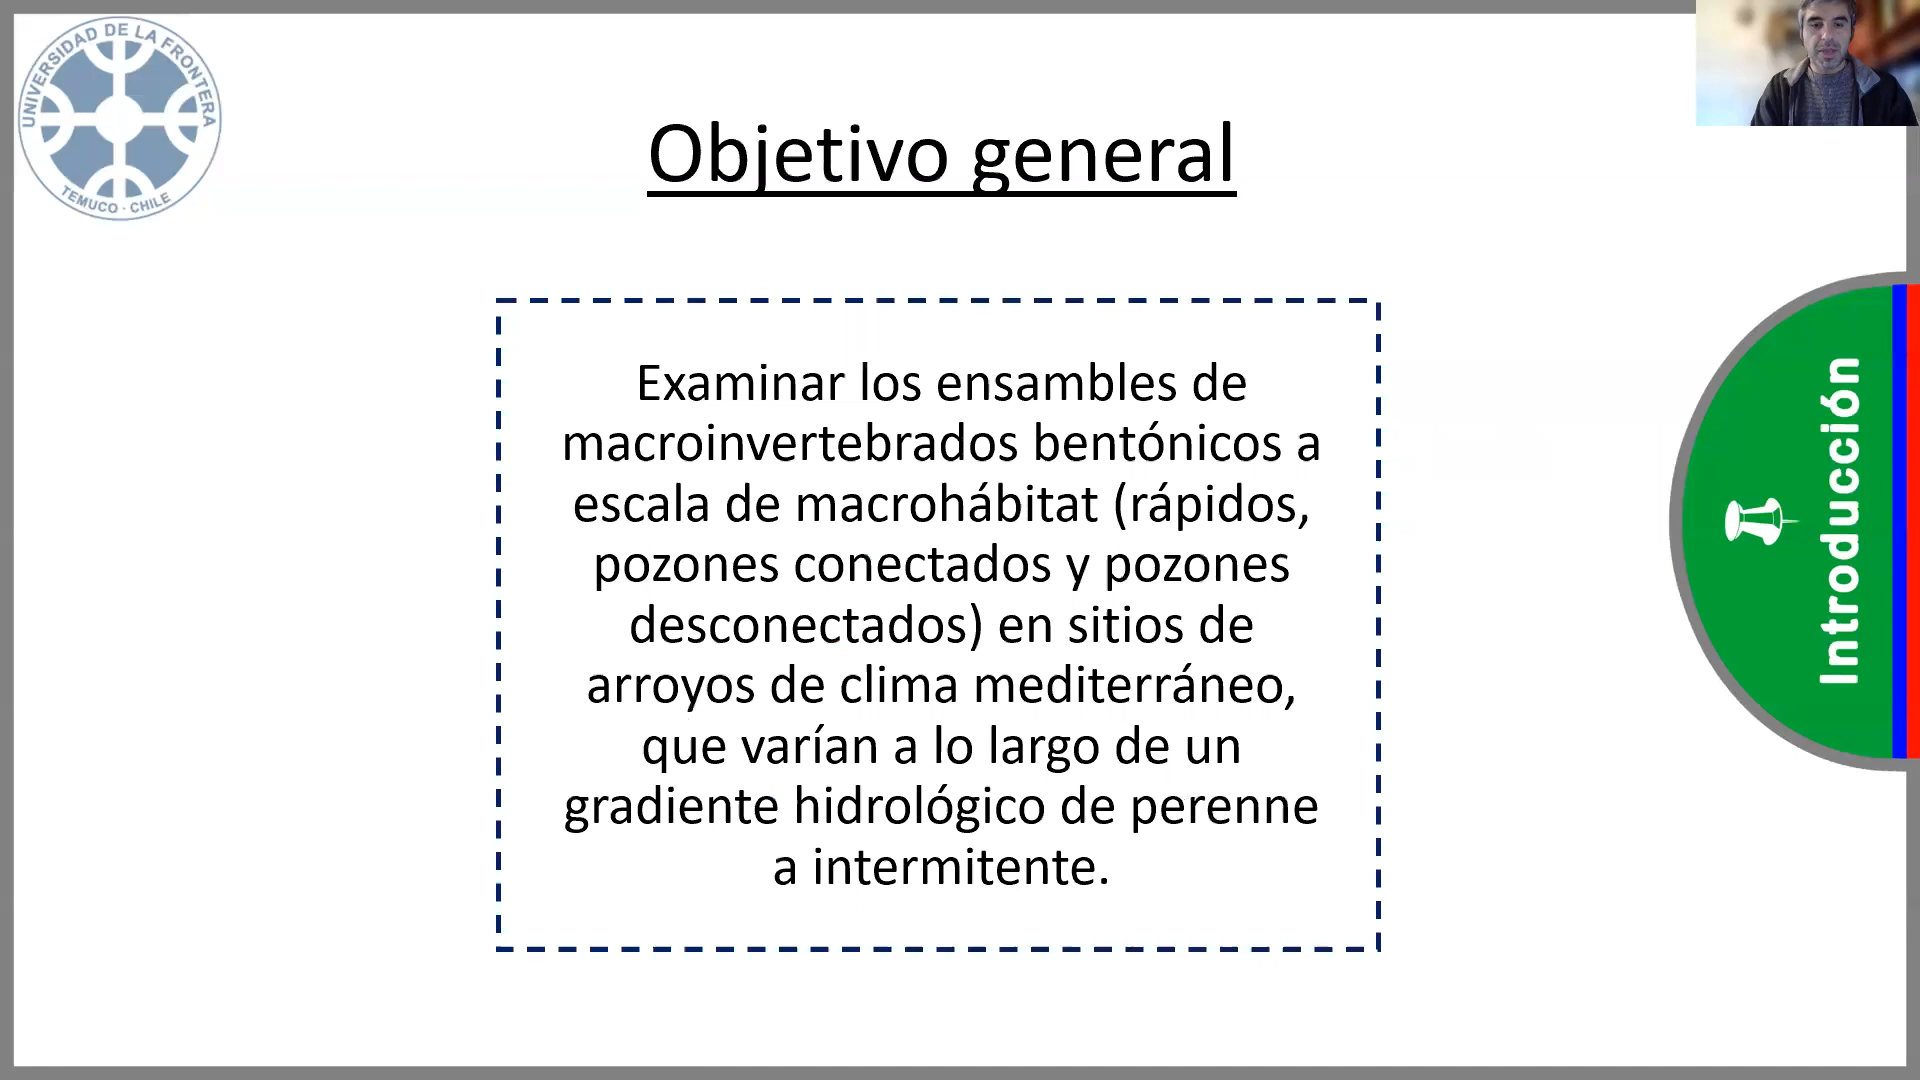 UNIVERSIDAD DE LA FRONTERA
TEMUCO · CHILE
Objetivo general
Examinar los ensambles de
macroinvertebrados bentónicos a
escala de macrohábitat (rápidos,
pozones conectados y pozones
desconectados) en sitios de
arroyos de clima mediterráneo,
que varían a lo largo de un
gradiente hidrológico de perenne
a intermitente.
Introducción